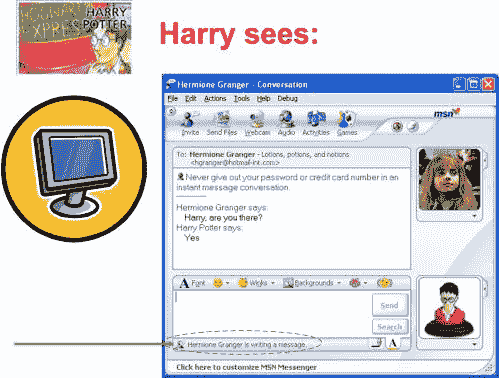 HARRY
POTTER
EXPRESS
Harry sees:
Hermione Granger - Conversation
File Edit Actions Tools Help Debug
msn
Invite Send Files Webcam Audio Activities Games
To: Hermione Granger - Lotions, potions, and notions
<hgranger@hotmail-int.com>
Never give out your password or credit card number in an
instant message conversation.
Hermione Granger says:
Harry, are you there?
Harry Potter says:
Yes
A Font Winks Backgrounds
Send
Search
Hermione Granger is writing a message.
A
Click here to customize MSN Messenger